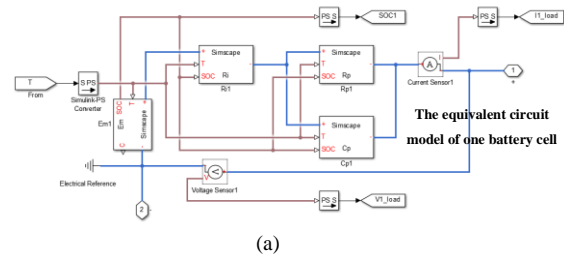 PS S
SOC1
PS S
I1_load
SOC
+
Simscape
T
Ri
SOC
Ri1
Simscape
T
Rp
SOC
Rp1
I
A
Current Sensor1
1
+
T
From
S PS
Simulink-PS
Converter
SOC
T
+
Em
Simscape
C
-
Em1
Simscape
T
Cp
SOC
Cp1
The equivalent circuit
model of one battery cell
Electrical Reference
V
Voltage Sensor1
2
-
PS S
V1_load
(a)